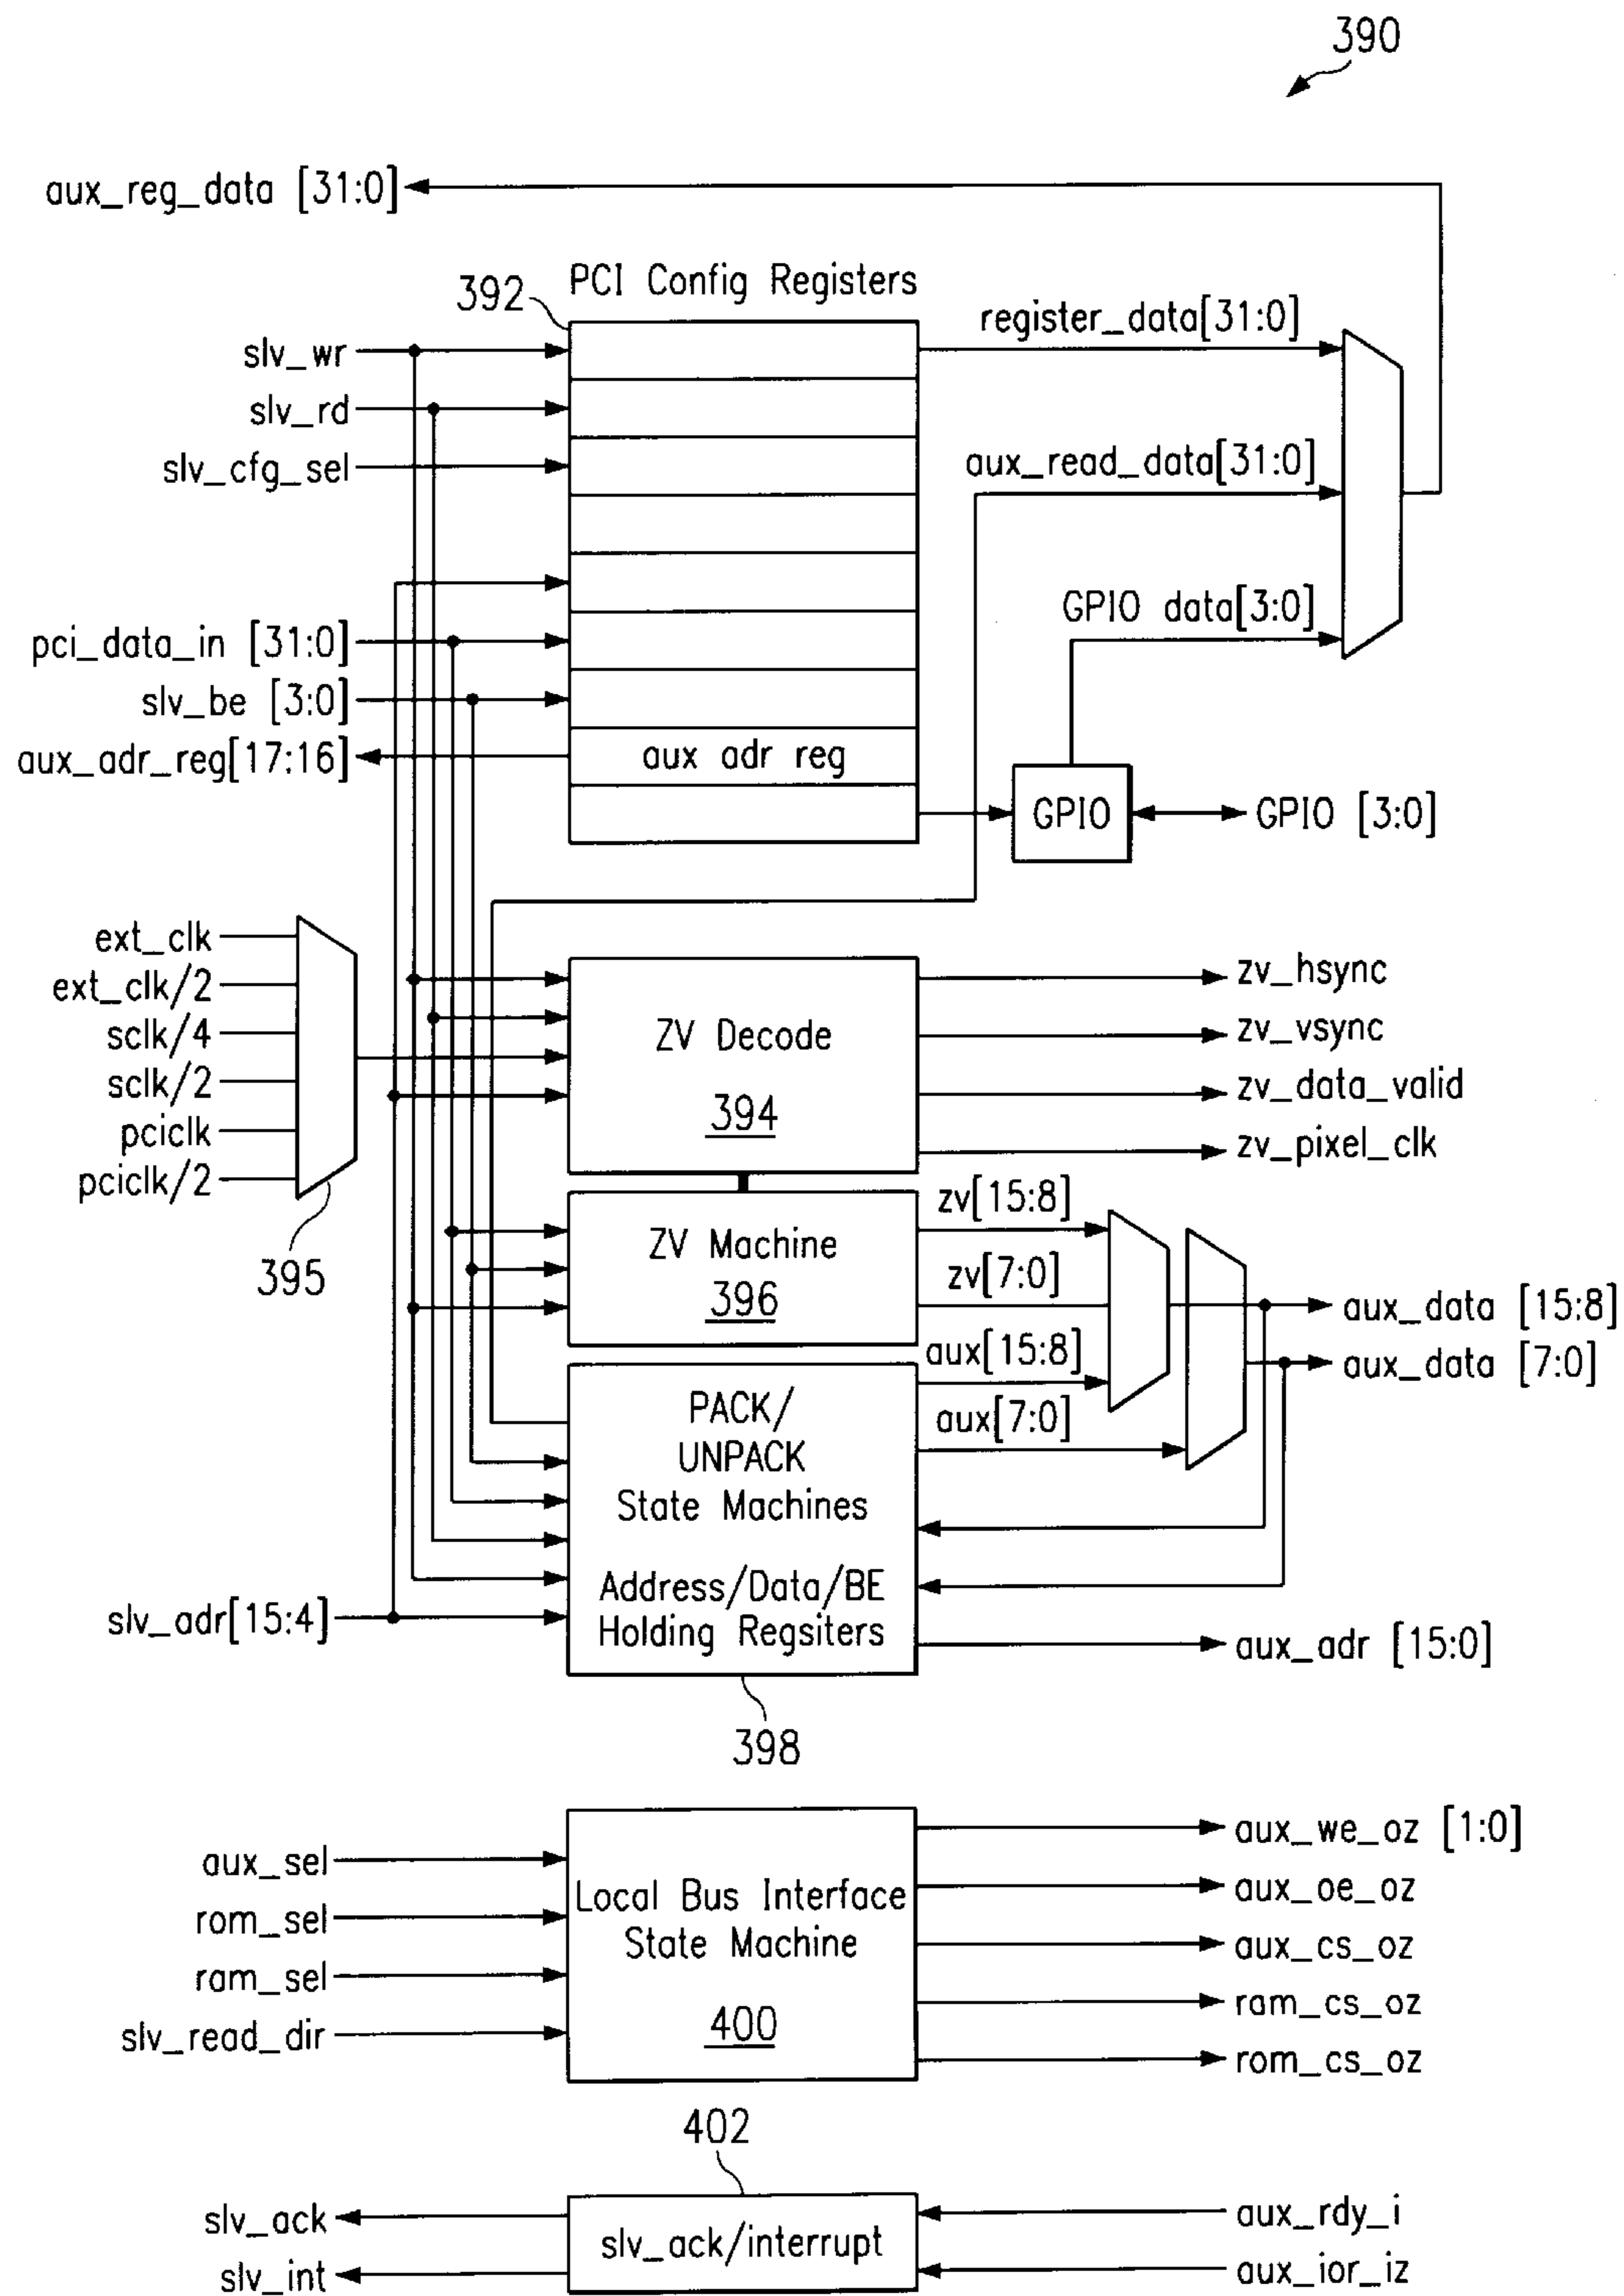 390
aux_reg_data [31:0]
PCI Config Registers
392
register_data[31:0]
slv_wr
slv_rd
aux_read_data[31:0]
slv_cfg_sel
GPIO data[3:0]
pci_data_in [31:0]
slv_be [3:0]
aux_adr_reg[17:16]
aux adr reg
GPIO
GPIO [3:0]
ext_clk
ext_clk/2
sclk/4
sclk/2
pciclk
pciclk/2
395
ZV Decode
394
zv_hsync
zv_vsync
zv_data_valid
zv_pixel_clk
ZV Machine
396
zv[15:8]
zv[7:0]
aux[15:8]
aux[7:0]
aux_data [15:8]
aux_data [7:0]
PACK/
UNPACK
State Machines
Address/Data/BE
Holding Regsiters
slv_adr[15:4]
aux_adr [15:0]
398
aux_sel
rom_sel
ram_sel
slv_read_dir
Local Bus Interface
State Machine
400
aux_we_oz [1:0]
aux_oe_oz
aux_cs_oz
ram_cs_oz
rom_cs_oz
402
slv_ack
slv_int
slv_ack/interrupt
aux_rdy_i
aux_ior_iz